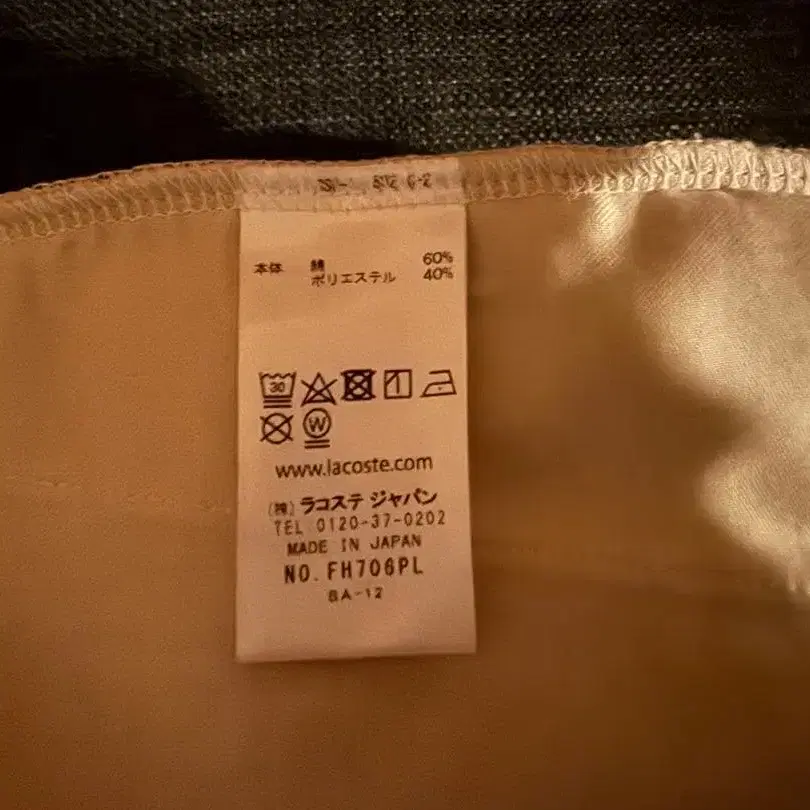 本体 綿 60%
ポリエステル 40%
30
W
www.lacoste.com
(株) ラコステ ジャパン
TEL 0120-37-0202
MADE IN JAPAN
NO. FH706PL
BA-12